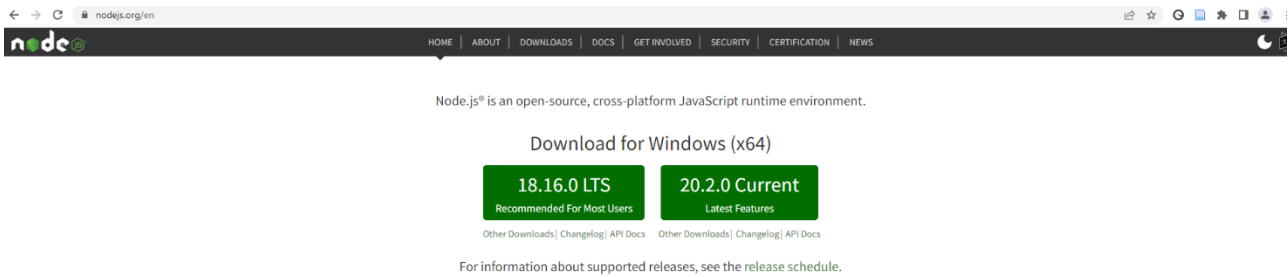 nodejs.org/en
node JS
HOME | ABOUT | DOWNLOADS | DOCS | GET INVOLVED | SECURITY | CERTIFICATION | NEWS
Node.js® is an open-source, cross-platform JavaScript runtime environment.
Download for Windows (x64)
18.16.0 LTS 20.2.0 Current
Recommended For Most Users Latest Features
Other Downloads | Changelog | API Docs Other Downloads | Changelog | API Docs
For information about supported releases, see the release schedule.